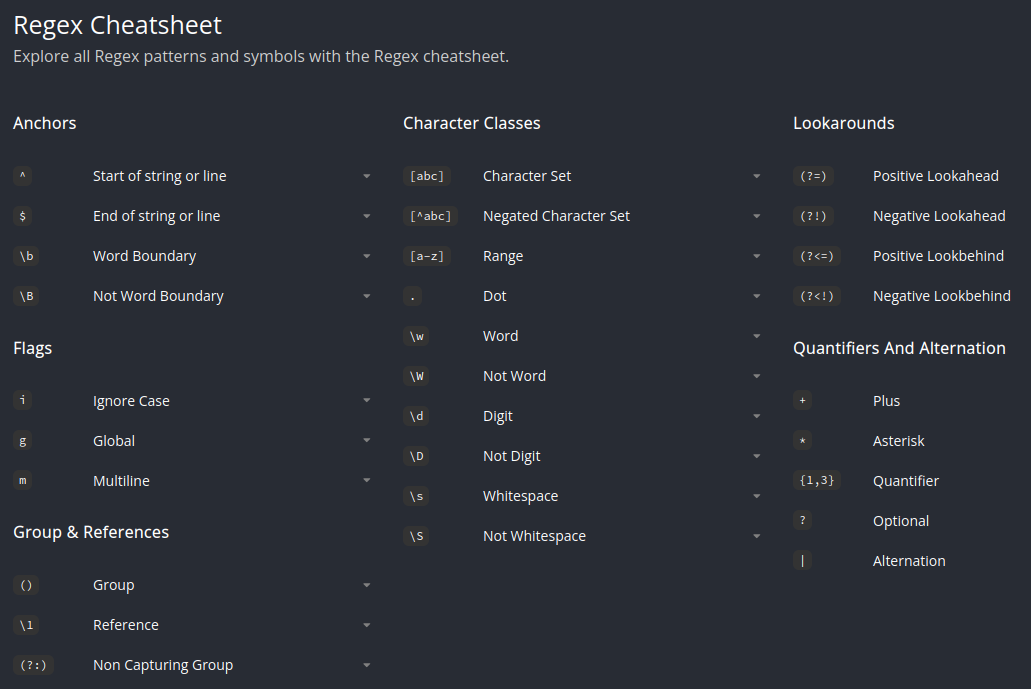 Regex Cheatsheet
Explore all Regex patterns and symbols with the Regex cheatsheet.
Anchors
^ Start of string or line
$ End of string or line
\b Word Boundary
\B Not Word Boundary
Flags
i Ignore Case
g Global
m Multiline
Group & References
() Group
\1 Reference
(?:) Non Capturing Group
Character Classes
[abc] Character Set
[^abc] Negated Character Set
[a-z] Range
. Dot
\w Word
\W Not Word
\d Digit
\D Not Digit
\s Whitespace
\S Not Whitespace
Lookarounds
(?=) Positive Lookahead
(?!) Negative Lookahead
(?<=) Positive Lookbehind
(?<!) Negative Lookbehind
Quantifiers And Alternation
+ Plus
* Asterisk
{1,3} Quantifier
? Optional
| Alternation